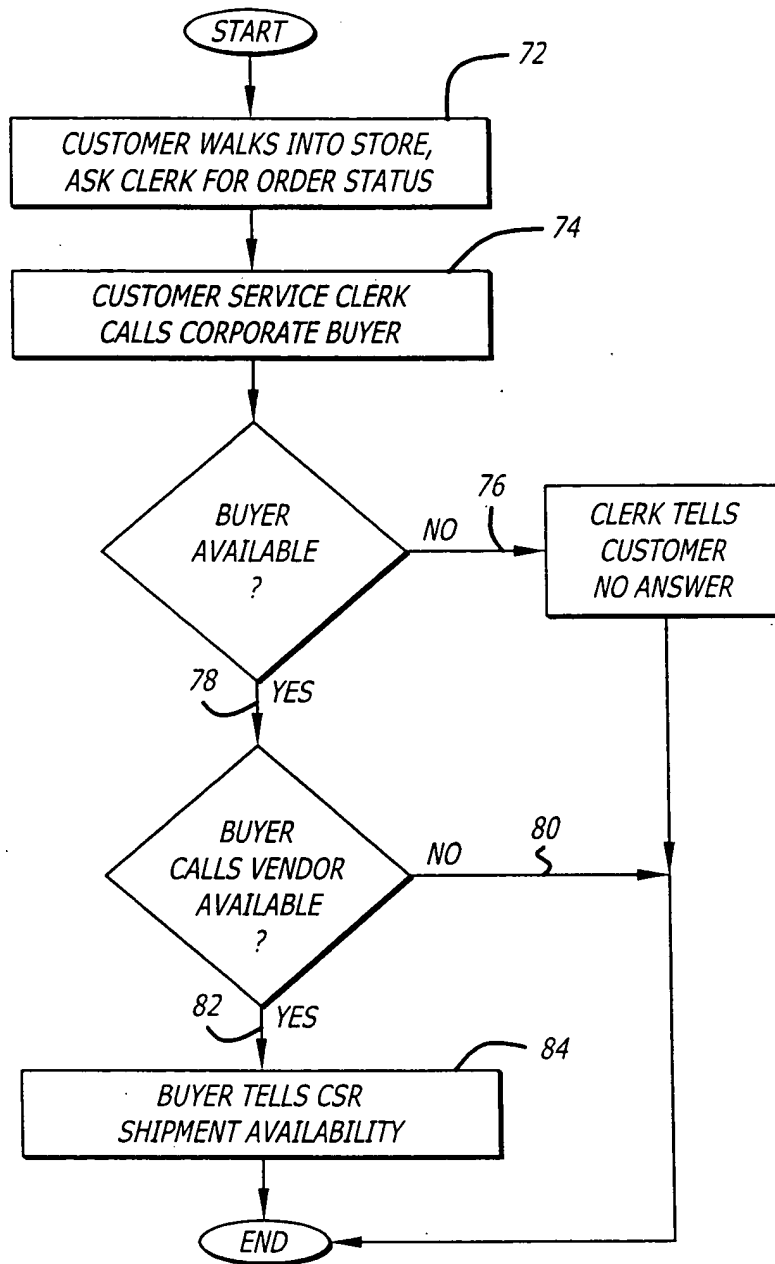 START
72
CUSTOMER WALKS INTO STORE,
ASK CLERK FOR ORDER STATUS
74
CUSTOMER SERVICE CLERK
CALLS CORPORATE BUYER
BUYER
AVAILABLE
?
NO
76
CLERK TELLS
CUSTOMER
NO ANSWER
78
YES
BUYER
CALLS VENDOR
AVAILABLE
?
NO
80
82
YES
84
BUYER TELLS CSR
SHIPMENT AVAILABILITY
END